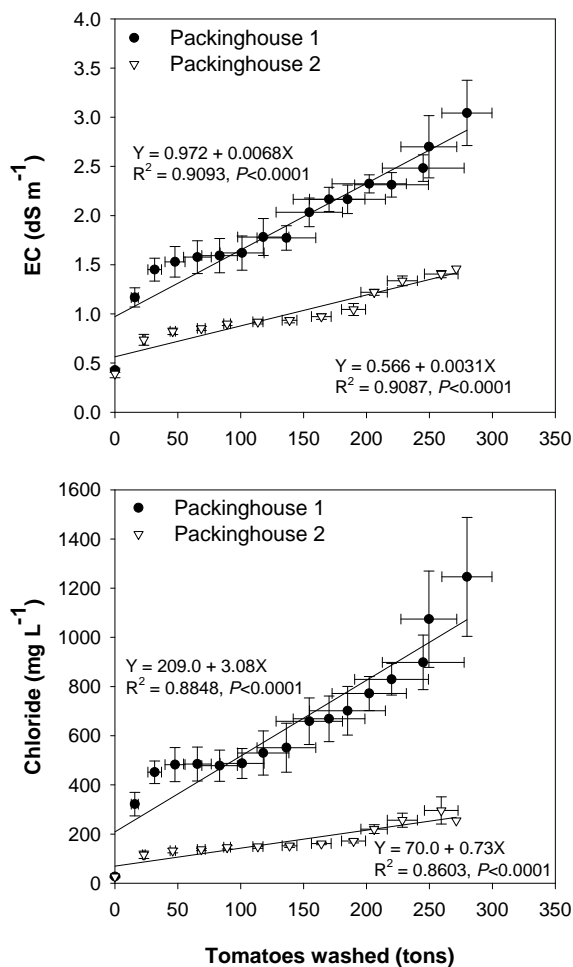 4.0
3.5
3.0
2.5
2.0
1.5
1.0
0.5
0.0
EC (dS m⁻¹)
Packinghouse 1
Packinghouse 2
Y = 0.972 + 0.0068X
R² = 0.9093, P<0.0001
Y = 0.566 + 0.0031X
R² = 0.9087, P<0.0001
0 50 100 150 200 250 300 350
1600
1400
1200
1000
800
600
400
200
0
Chloride (mg L⁻¹)
Packinghouse 1
Packinghouse 2
Y = 209.0 + 3.08X
R² = 0.8848, P<0.0001
Y = 70.0 + 0.73X
R² = 0.8603, P<0.0001
0 50 100 150 200 250 300 350
Tomatoes washed (tons)